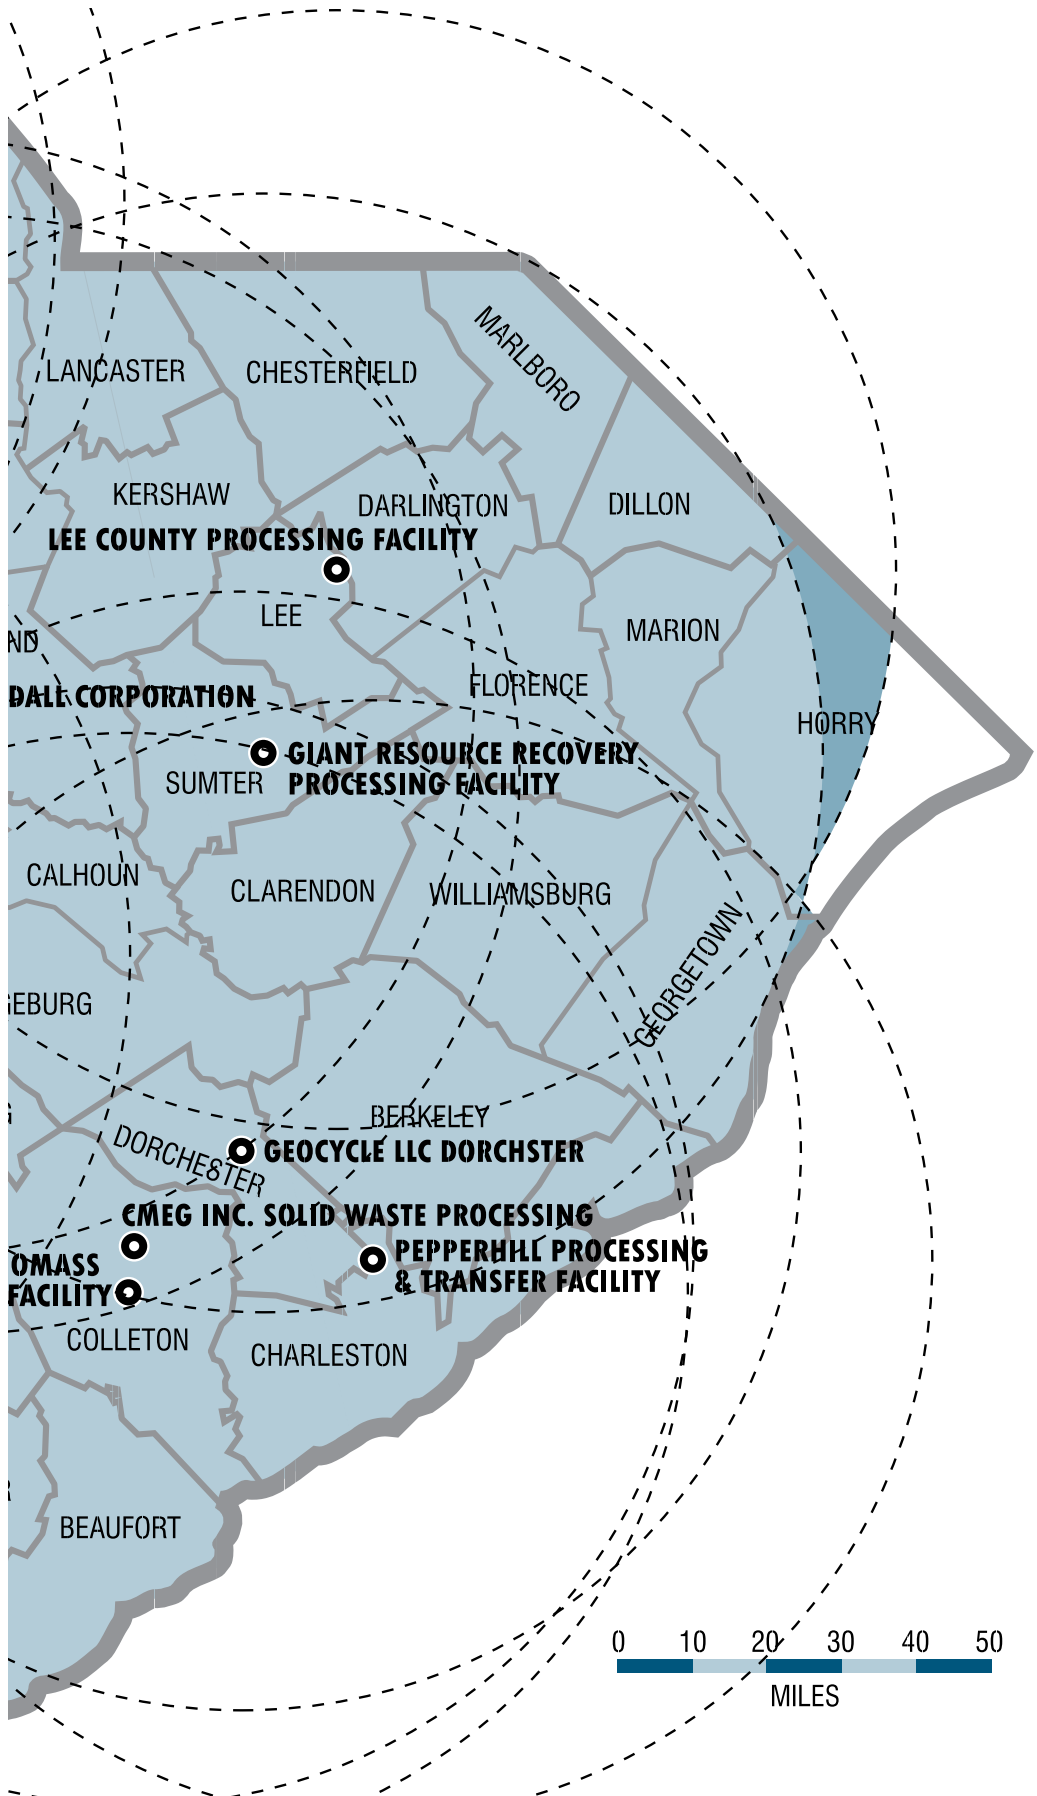 MARLBORO
LANCASTER
CHESTERFIELD
KERSHAW
DARLINGTON
DILLON
LEE COUNTY PROCESSING FACILITY
LEE
MARION
ND
FLORENCE
DALL CORPORATION
HORRY
GIANT RESOURCE RECOVERY
PROCESSING FACILITY
SUMTER
CALHOUN
CLARENDON
WILLIAMSBURG
GEORGETOWN
GEBURG
BERKELEY
DORCHESTER
GEOCYCLE LLC DORCHSTER
CMEG INC. SOLID WASTE PROCESSING
PEPPERHILL PROCESSING
& TRANSFER FACILITY
OMASS
FACILITY
COLLETON
CHARLESTON
BEAUFORT
0 10 20 30 40 50
MILES